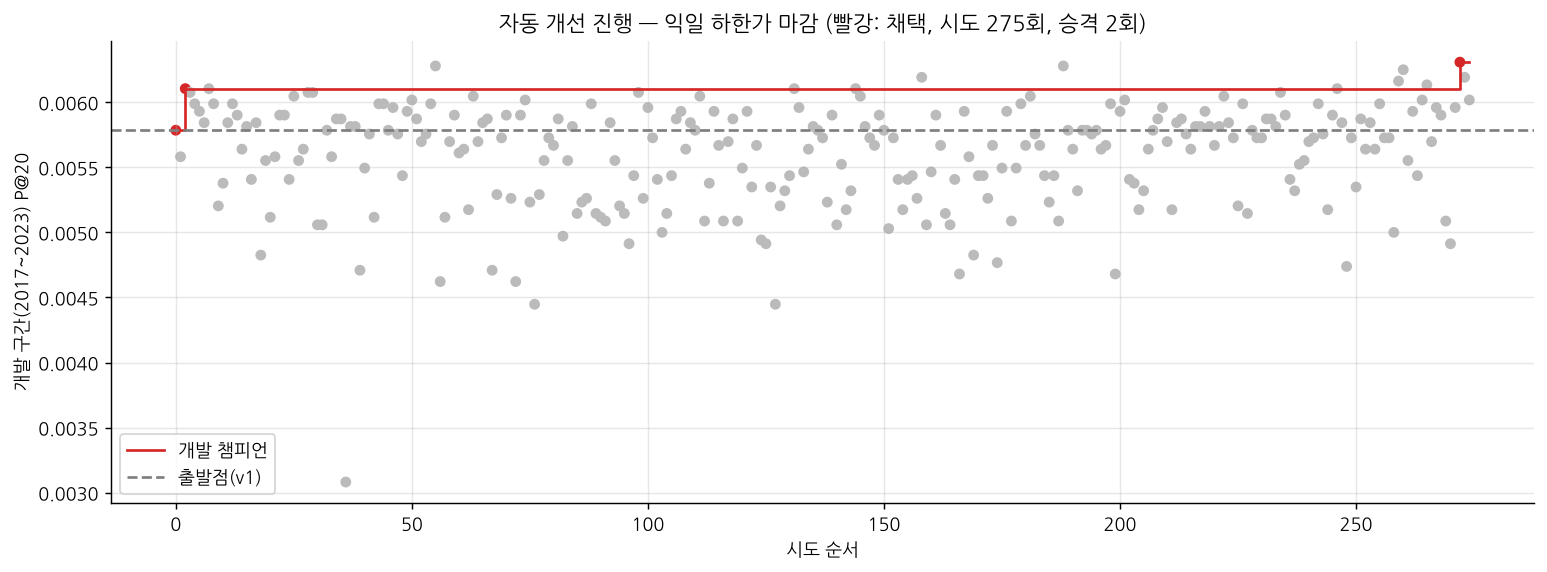 자동 개선 진행 — 익일 하한가 마감 (빨강: 채택, 시도 275회, 승격 2회)
개발 구간(2017~2023) P@20
0.0060
0.0055
0.0050
0.0045
0.0040
0.0035
0.0030
개발 챔피언
출발점(v1)
0 50 100 150 200 250
시도 순서